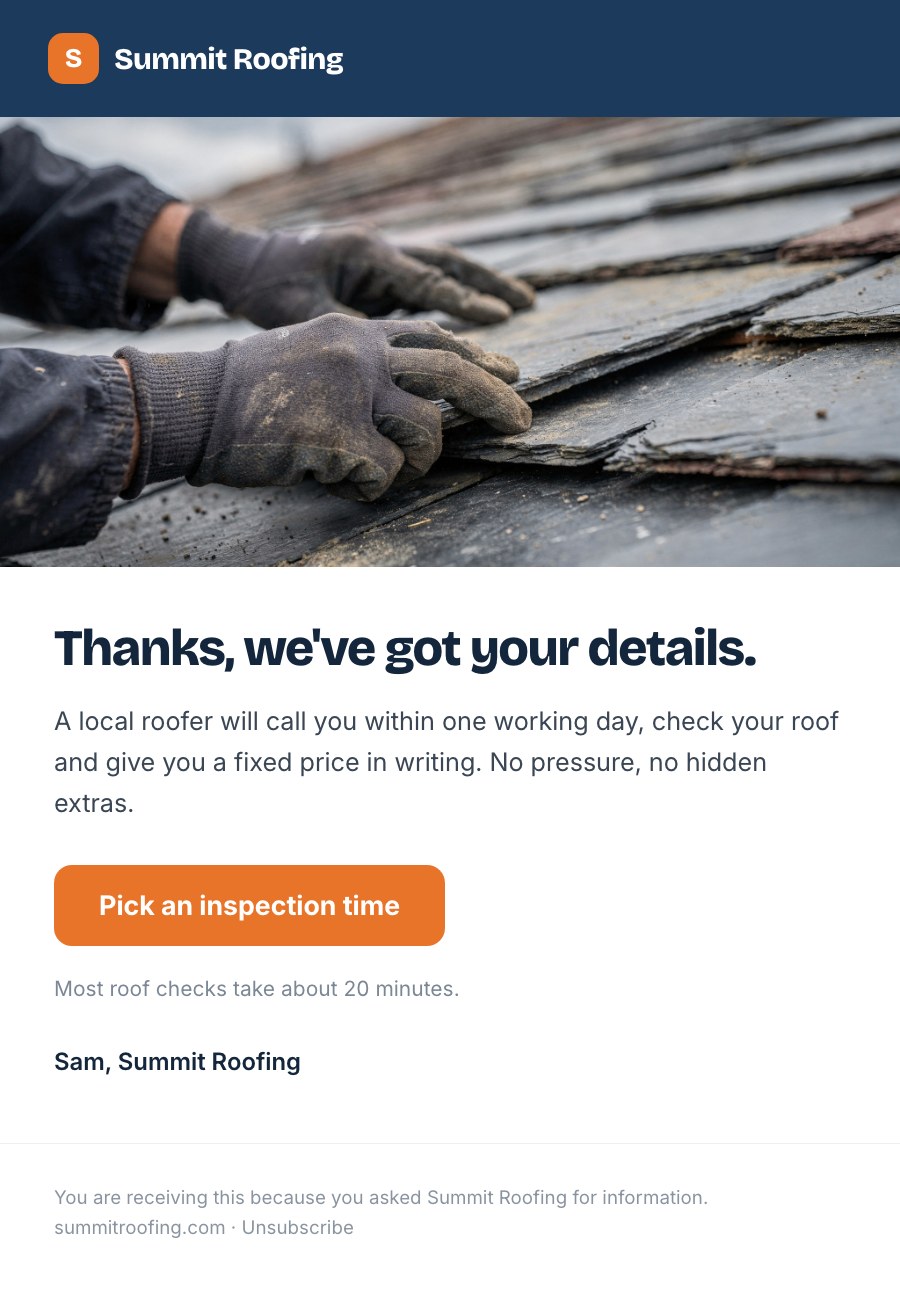 S
Summit Roofing
Thanks, we've got your details.
A local roofer will call you within one working day, check your roof
and give you a fixed price in writing. No pressure, no hidden
extras.
Pick an inspection time
Most roof checks take about 20 minutes.
Sam, Summit Roofing
You are receiving this because you asked Summit Roofing for information.
summitroofing.com · Unsubscribe